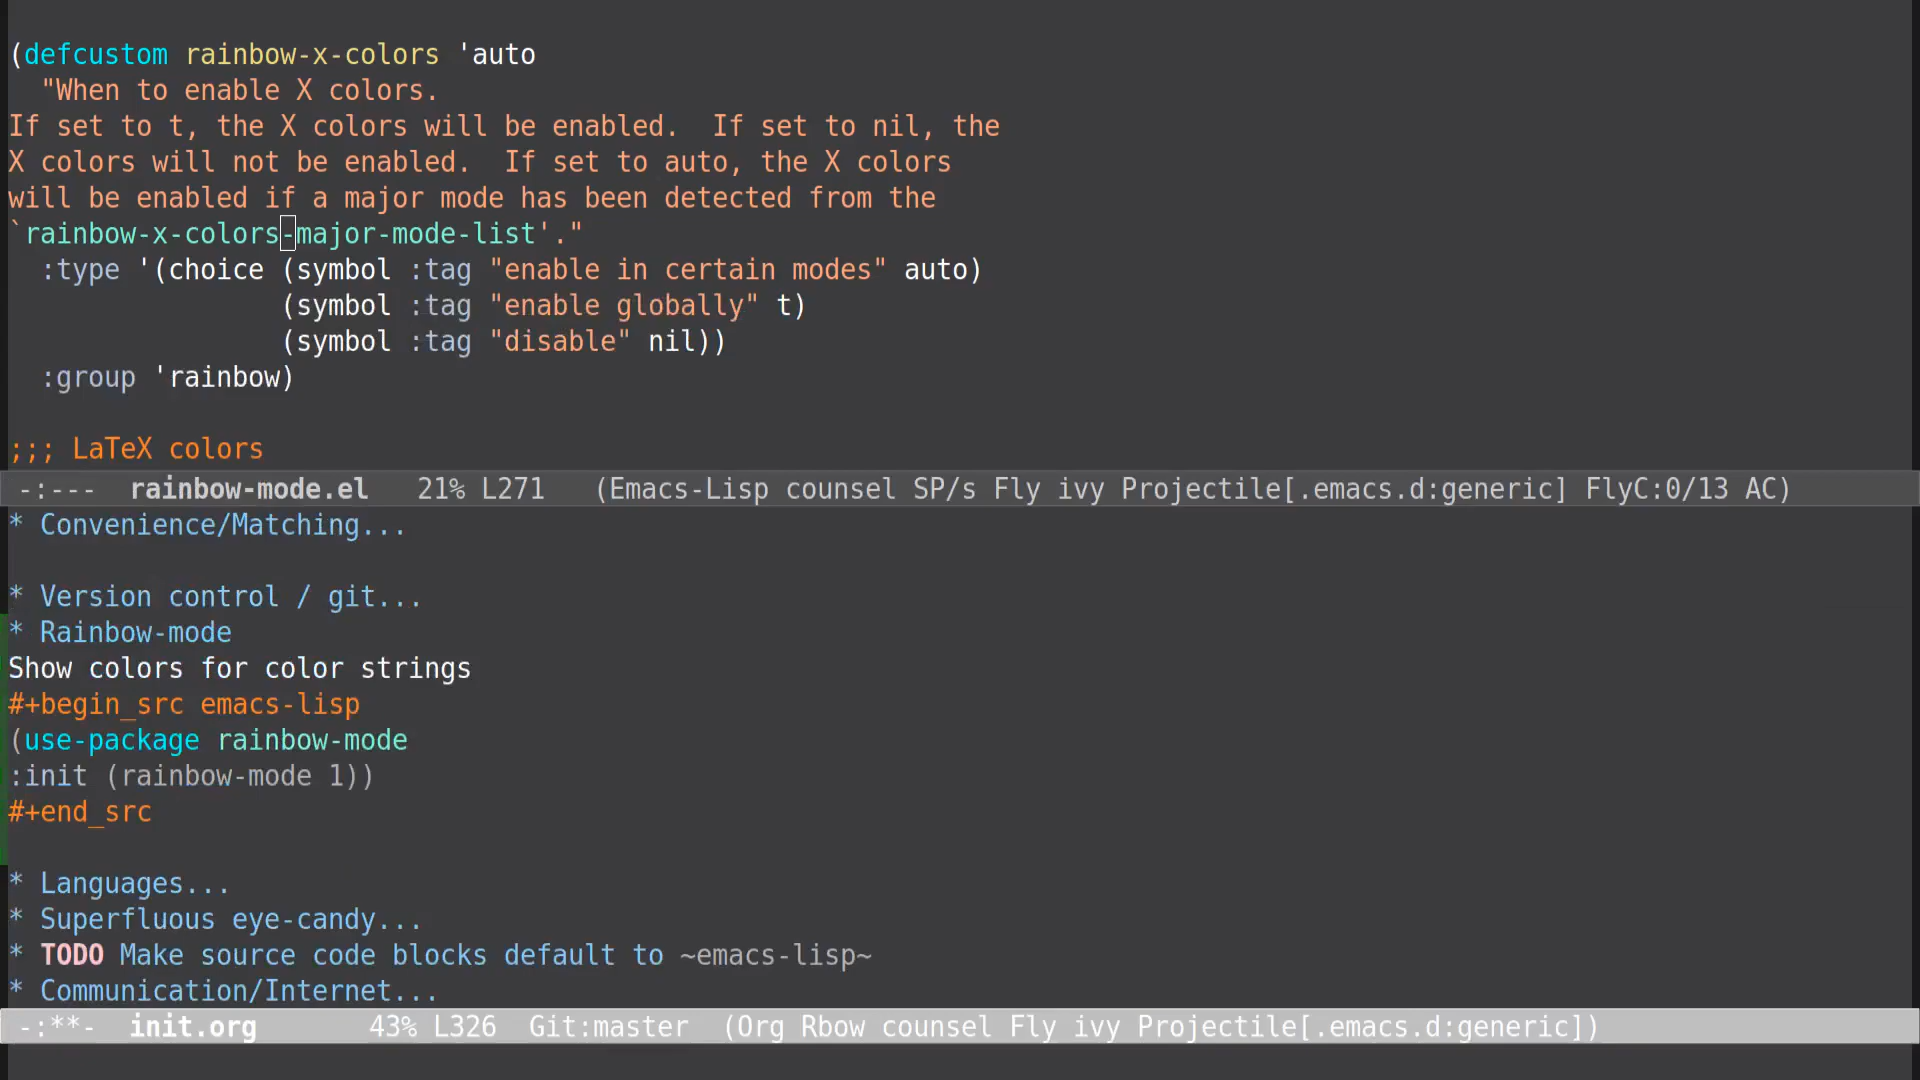 (defcustom rainbow-x-colors 'auto
  "When to enable X colors.
If set to t, the X colors will be enabled.  If set to nil, the
X colors will not be enabled.  If set to auto, the X colors
will be enabled if a major mode has been detected from the
`rainbow-x-colors-major-mode-list'."
  :type '(choice (symbol :tag "enable in certain modes" auto)
                 (symbol :tag "enable globally" t)
                 (symbol :tag "disable" nil))
  :group 'rainbow)
;;; LaTeX colors
-:---  rainbow-mode.el   21% L271   (Emacs-Lisp counsel SP/s Fly ivy Projectile[.emacs.d:generic] FlyC:0/13 AC)
* Convenience/Matching...
* Version control / git...
* Rainbow-mode
Show colors for color strings
#+begin_src emacs-lisp
(use-package rainbow-mode
:init (rainbow-mode 1))
#+end_src
* Languages...
* Superfluous eye-candy...
* TODO Make source code blocks default to ~emacs-lisp~
* Communication/Internet...
-:**-  init.org       43% L326  Git:master  (Org Rbow counsel Fly ivy Projectile[.emacs.d:generic])